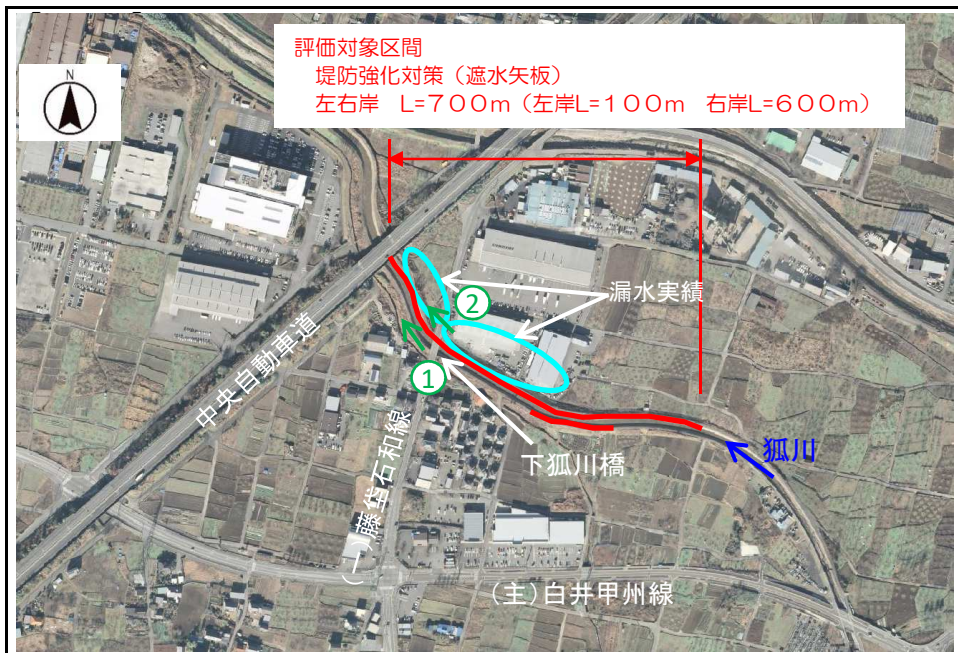 評価対象区間
堤防強化対策（遮水矢板）
左右岸　L=７００m（左岸L=１００m　右岸L=６００m）
N
漏水実績
②
①
中央自動車道
下狐川橋
狐川
(一)藤垈石和線
(主)白井甲州線